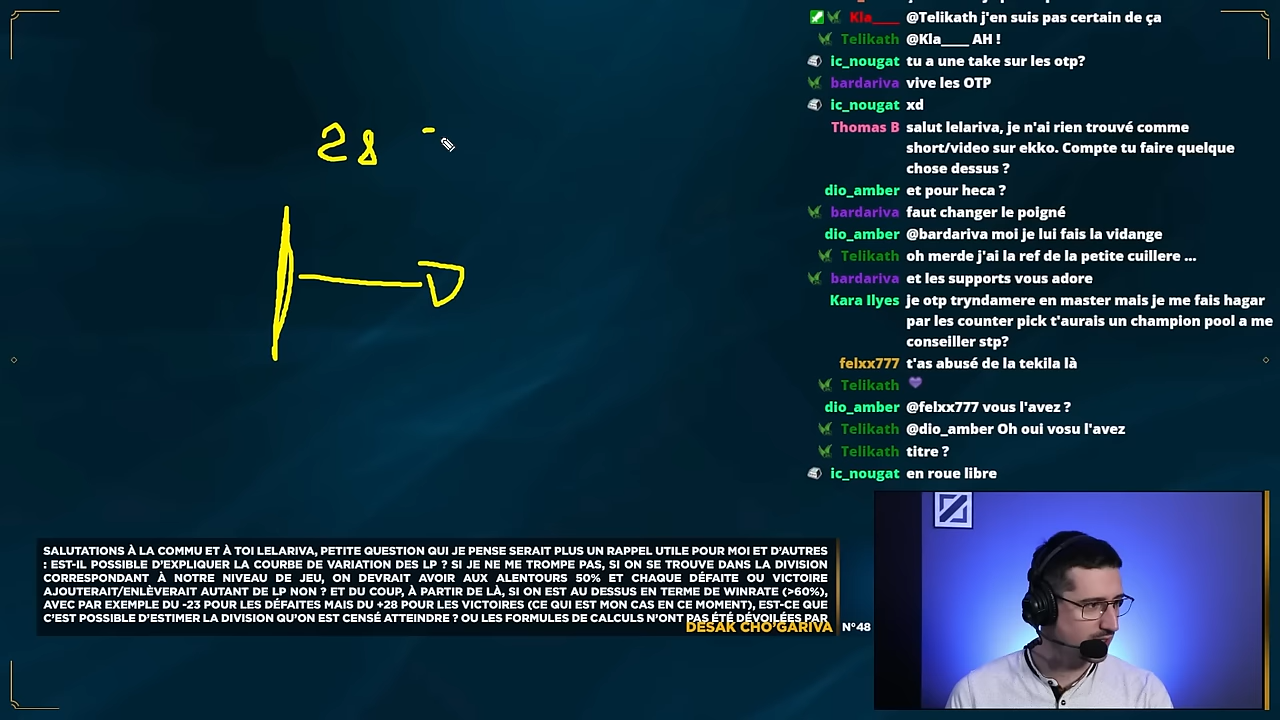 Kla____ @Telikath j'en suis pas certain de ça
Telikath @Kla____ AH !
ic_nougat tu a une take sur les otp?
bardariva vive les OTP
ic_nougat xd
Thomas B salut lelariva, je n'ai rien trouvé comme
short/video sur ekko. Compte tu faire quelque
chose dessus ?
dio_amber et pour heca ?
bardariva faut changer le poigné
dio_amber @bardariva moi je lui fais la vidange
Telikath oh merde j'ai la ref de la petite cuillere ...
bardariva et les supports vous adore
Kara Ilyes je otp tryndamere en master mais je me fais hagar
par les counter pick t'aurais un champion pool a me
conseiller stp?
felxx777 t'as abusé de la tekila là
Telikath
dio_amber @felxx777 vous l'avez ?
Telikath @dio_amber Oh oui vosu l'avez
Telikath titre ?
ic_nougat en roue libre
28 -
SALUTATIONS À LA COMMU ET À TOI LELARIVA, PETITE QUESTION QUI JE PENSE SERAIT PLUS UN RAPPEL UTILE POUR MOI ET D'AUTRES
: EST-IL POSSIBLE D'EXPLIQUER LA COURBE DE VARIATION DES LP ? SI JE NE ME TROMPE PAS, SI ON SE TROUVE DANS LA DIVISION
CORRESPONDANT À NOTRE NIVEAU DE JEU, ON DEVRAIT AVOIR AUX ALENTOURS 50% ET CHAQUE DÉFAITE OU VICTOIRE
AJOUTERAIT/ENLÈVERAIT AUTANT DE LP NON ? ET DU COUP, À PARTIR DE LÀ, SI ON EST AU DESSUS EN TERME DE WINRATE (>60%),
AVEC PAR EXEMPLE DU -23 POUR LES DÉFAITES MAIS DU +28 POUR LES VICTOIRES (CE QUI EST MON CAS EN CE MOMENT), EST-CE QUE
C'EST POSSIBLE D'ESTIMER LA DIVISION QU'ON EST CENSÉ ATTEINDRE ? OU LES FORMULES DE CALCULS N'ONT PAS ÉTÉ DÉVOILÉES PAR
DESAK CHO'GARIVA N°48